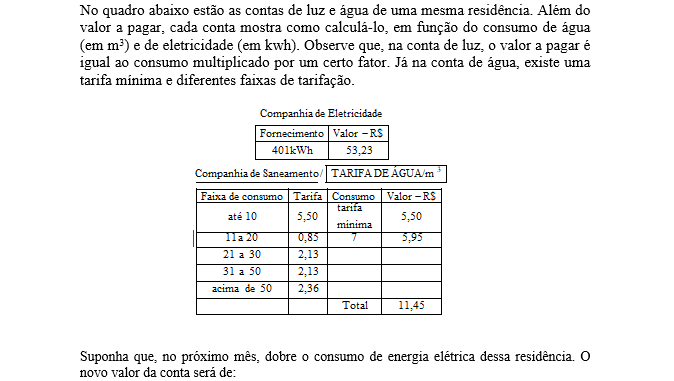 No quadro abaixo estão as contas de luz e água de uma mesma residência. Além do
valor a pagar, cada conta mostra como calculá-lo, em função do consumo de água
(em m³) e de eletricidade (em kwh). Observe que, na conta de luz, o valor a pagar é
igual ao consumo multiplicado por um certo fator. Já na conta de água, existe uma
tarifa mínima e diferentes faixas de tarifação.
Companhia de Eletricidade
Fornecimento Valor – R$
401kWh 53,23
Companhia de Saneamento/ TARIFA DE ÁGUA/m³
Faixa de consumo Tarifa Consumo Valor – R$
até 10 5,50 tarifa mínima 5,50
11 a 20 0,85 7 5,95
21 a 30 2,13
31 a 50 2,13
acima de 50 2,36
Total 11,45
Suponha que, no próximo mês, dobre o consumo de energia elétrica dessa residência. O
novo valor da conta será de: